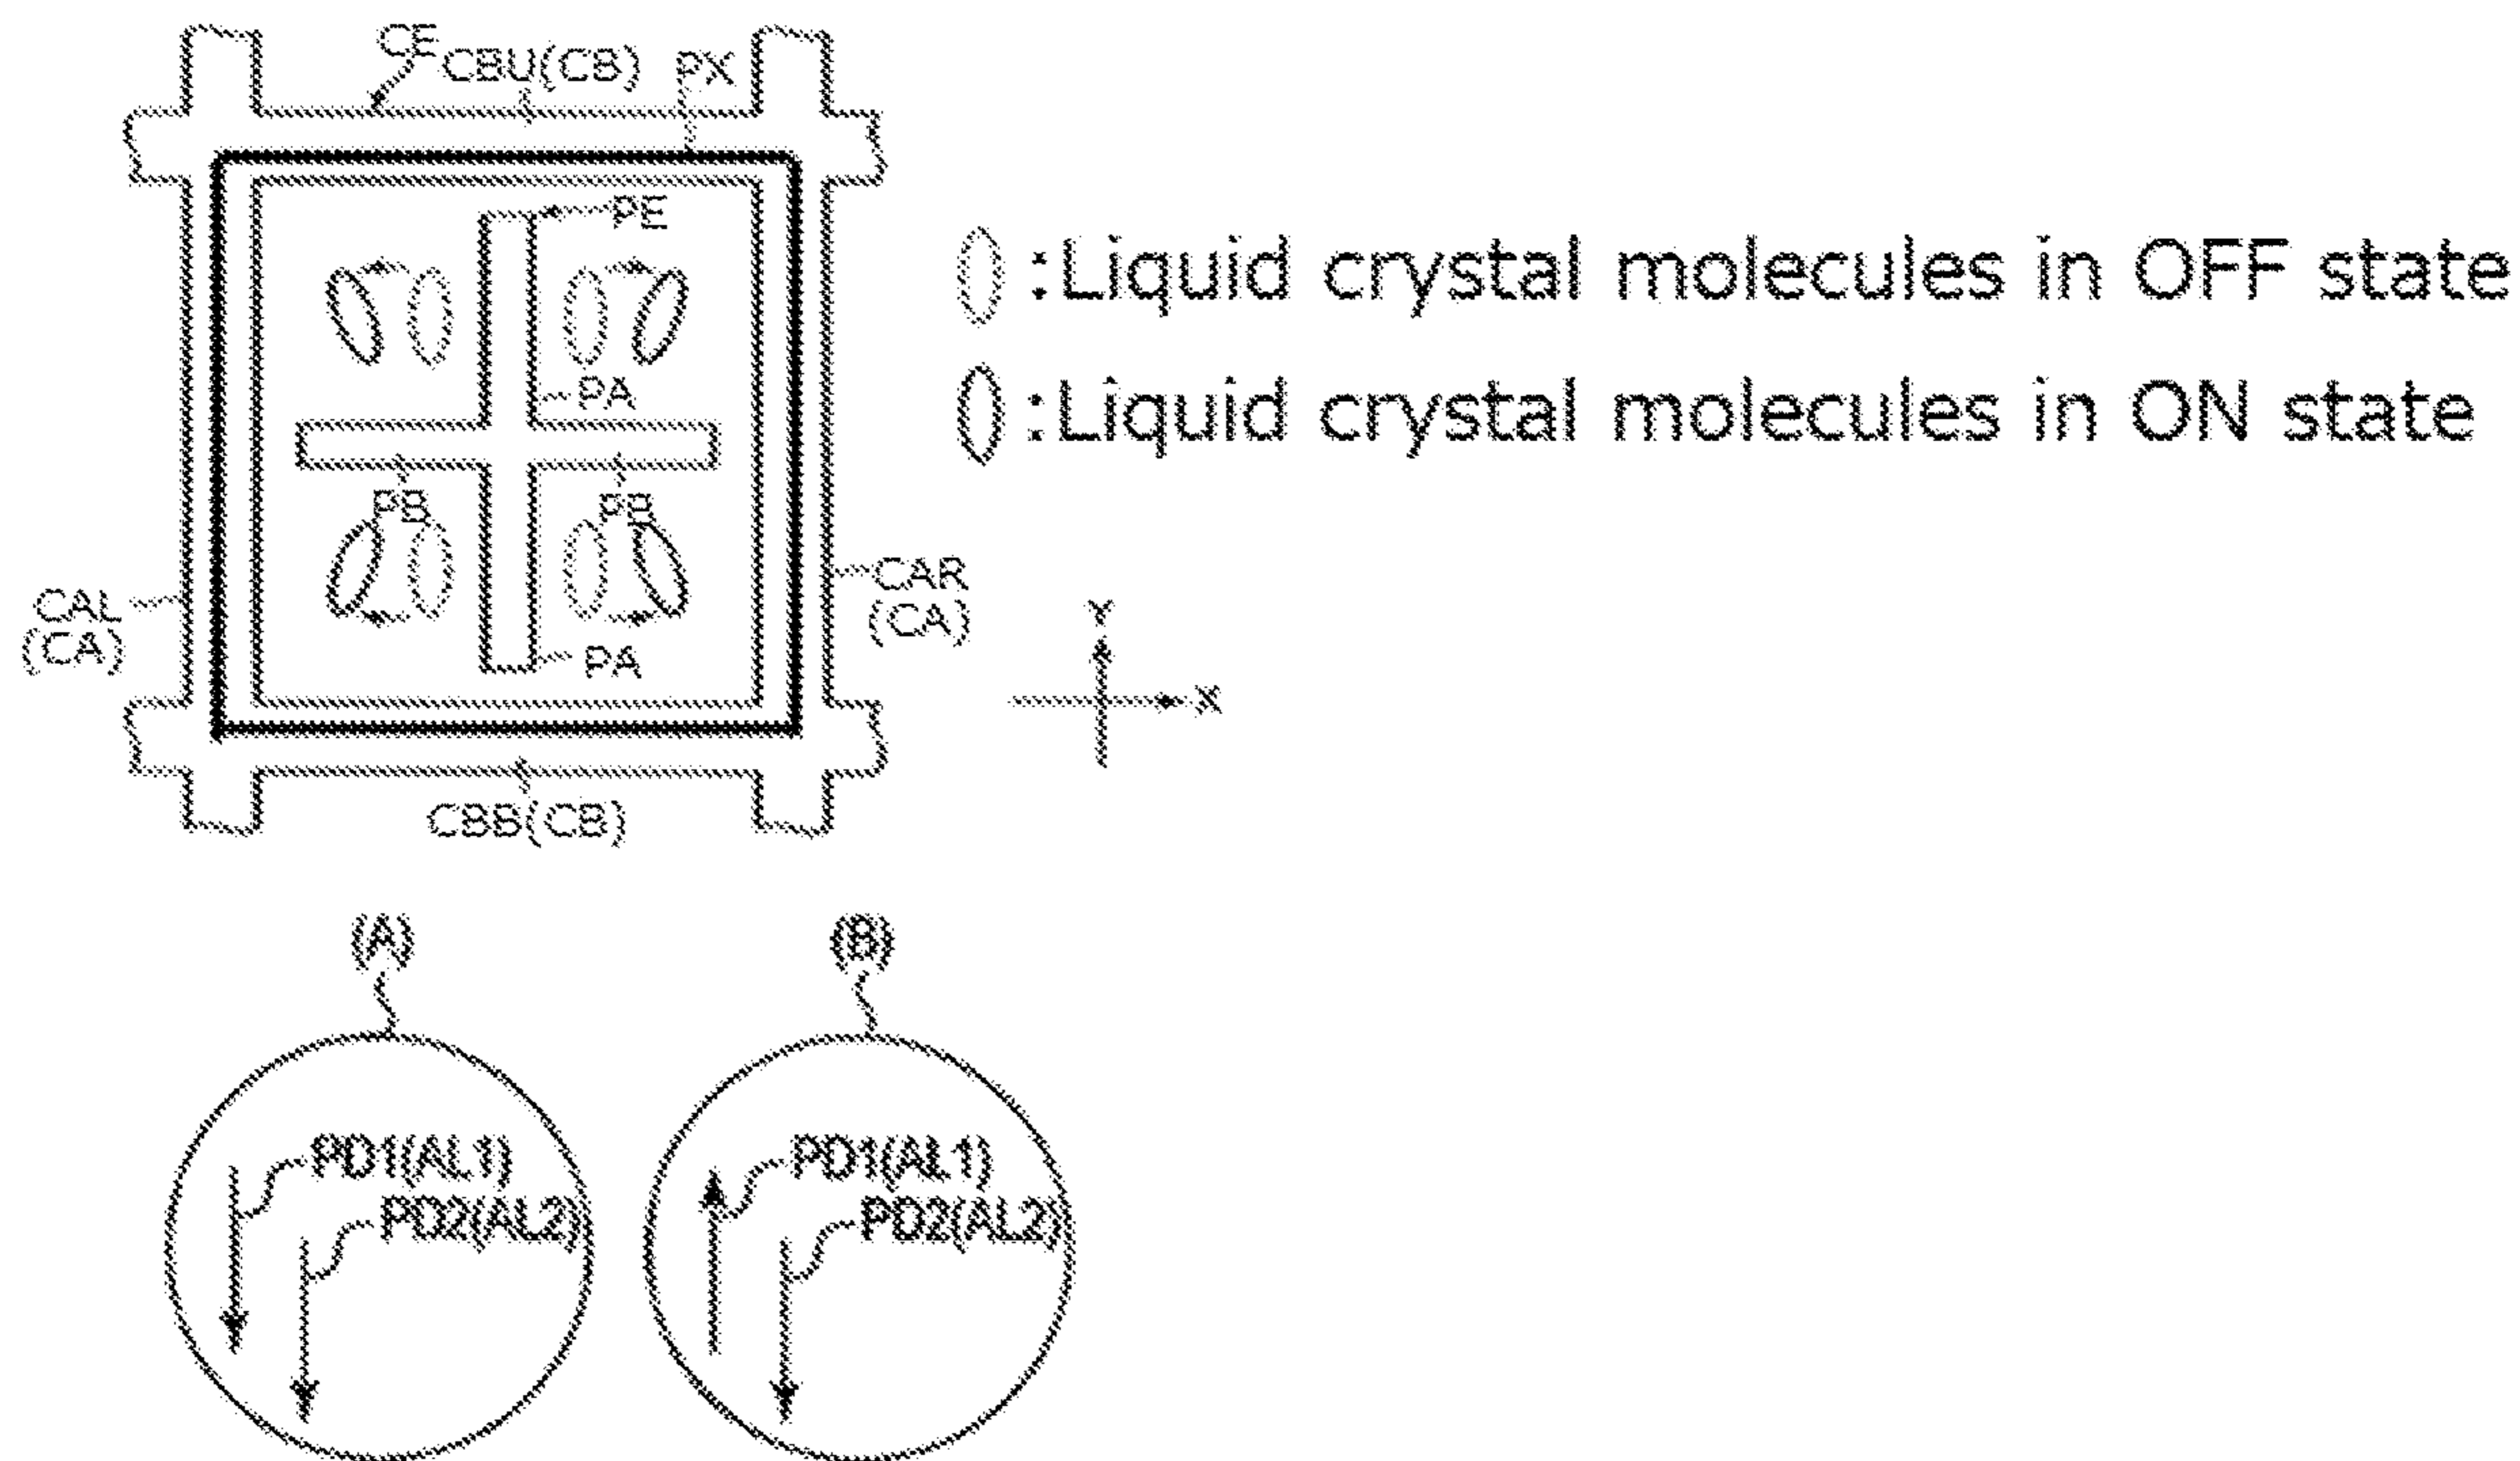 CE
CBU(CB)
PX
PE
:Liquid crystal molecules in OFF state
PA
:Liquid crystal molecules in ON state
PB
PB
CAR
(CA)
CAL
(CA)
Y
PA
X
CBB(CB)
(A)
(B)
PD1(AL1)
PD2(AL2)
PD1(AL1)
PD2(AL2)